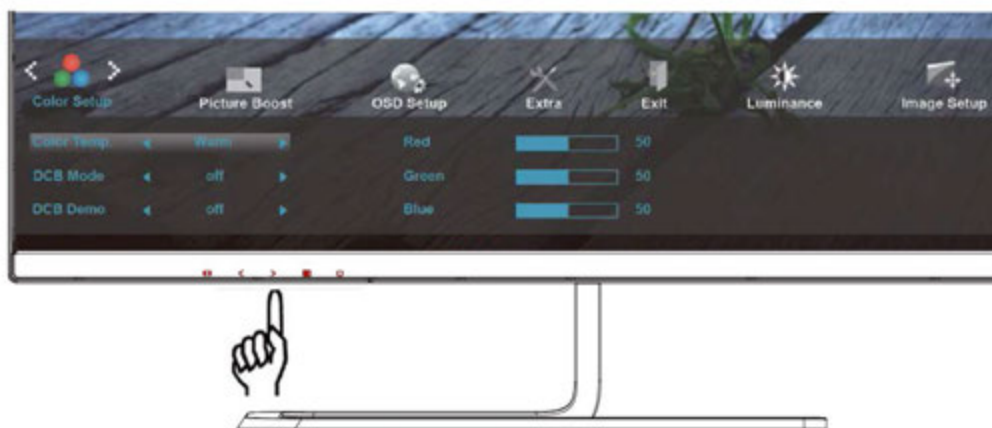 Color Setup Picture Boost OSD Setup Extra Exit Luminance Image Setup
Color Temp. Warm Red 50
DCB Mode off Green 50
DCB Demo off Blue 50